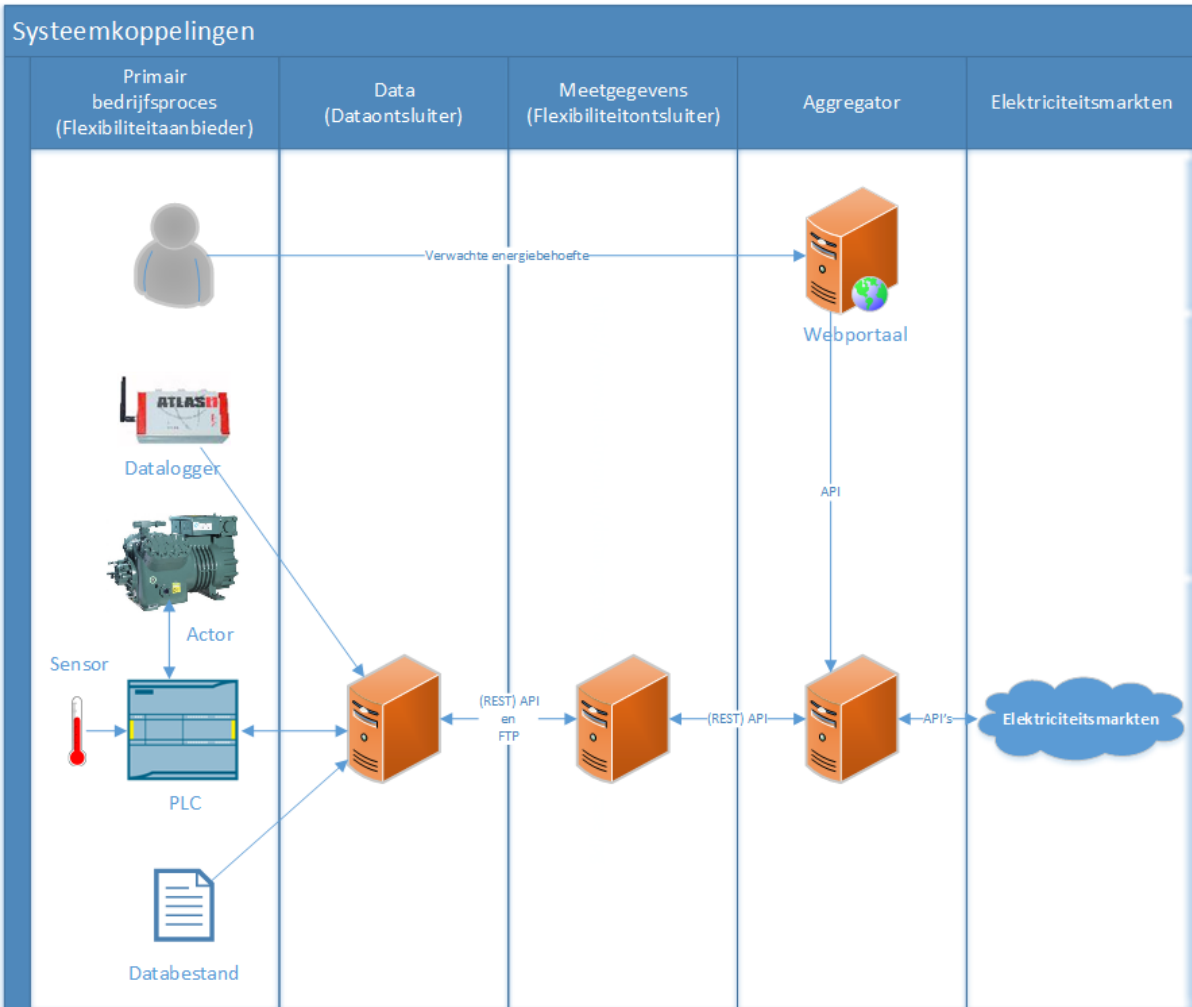 Systeemkoppelingen
Primair
bedrijfsproces
(Flexibiliteitaanbieder)
Data
(Dataontsluiter)
Meetgegevens
(Flexibiliteitontsluiter)
Aggregator
Elektriciteitsmarkten
Verwachte energiebehoefte
Webportaal
ATLAS
Datalogger
API
Actor
Sensor
(REST) API
en
FTP
(REST) API
API's
Elektriciteitsmarkten
PLC
Databestand